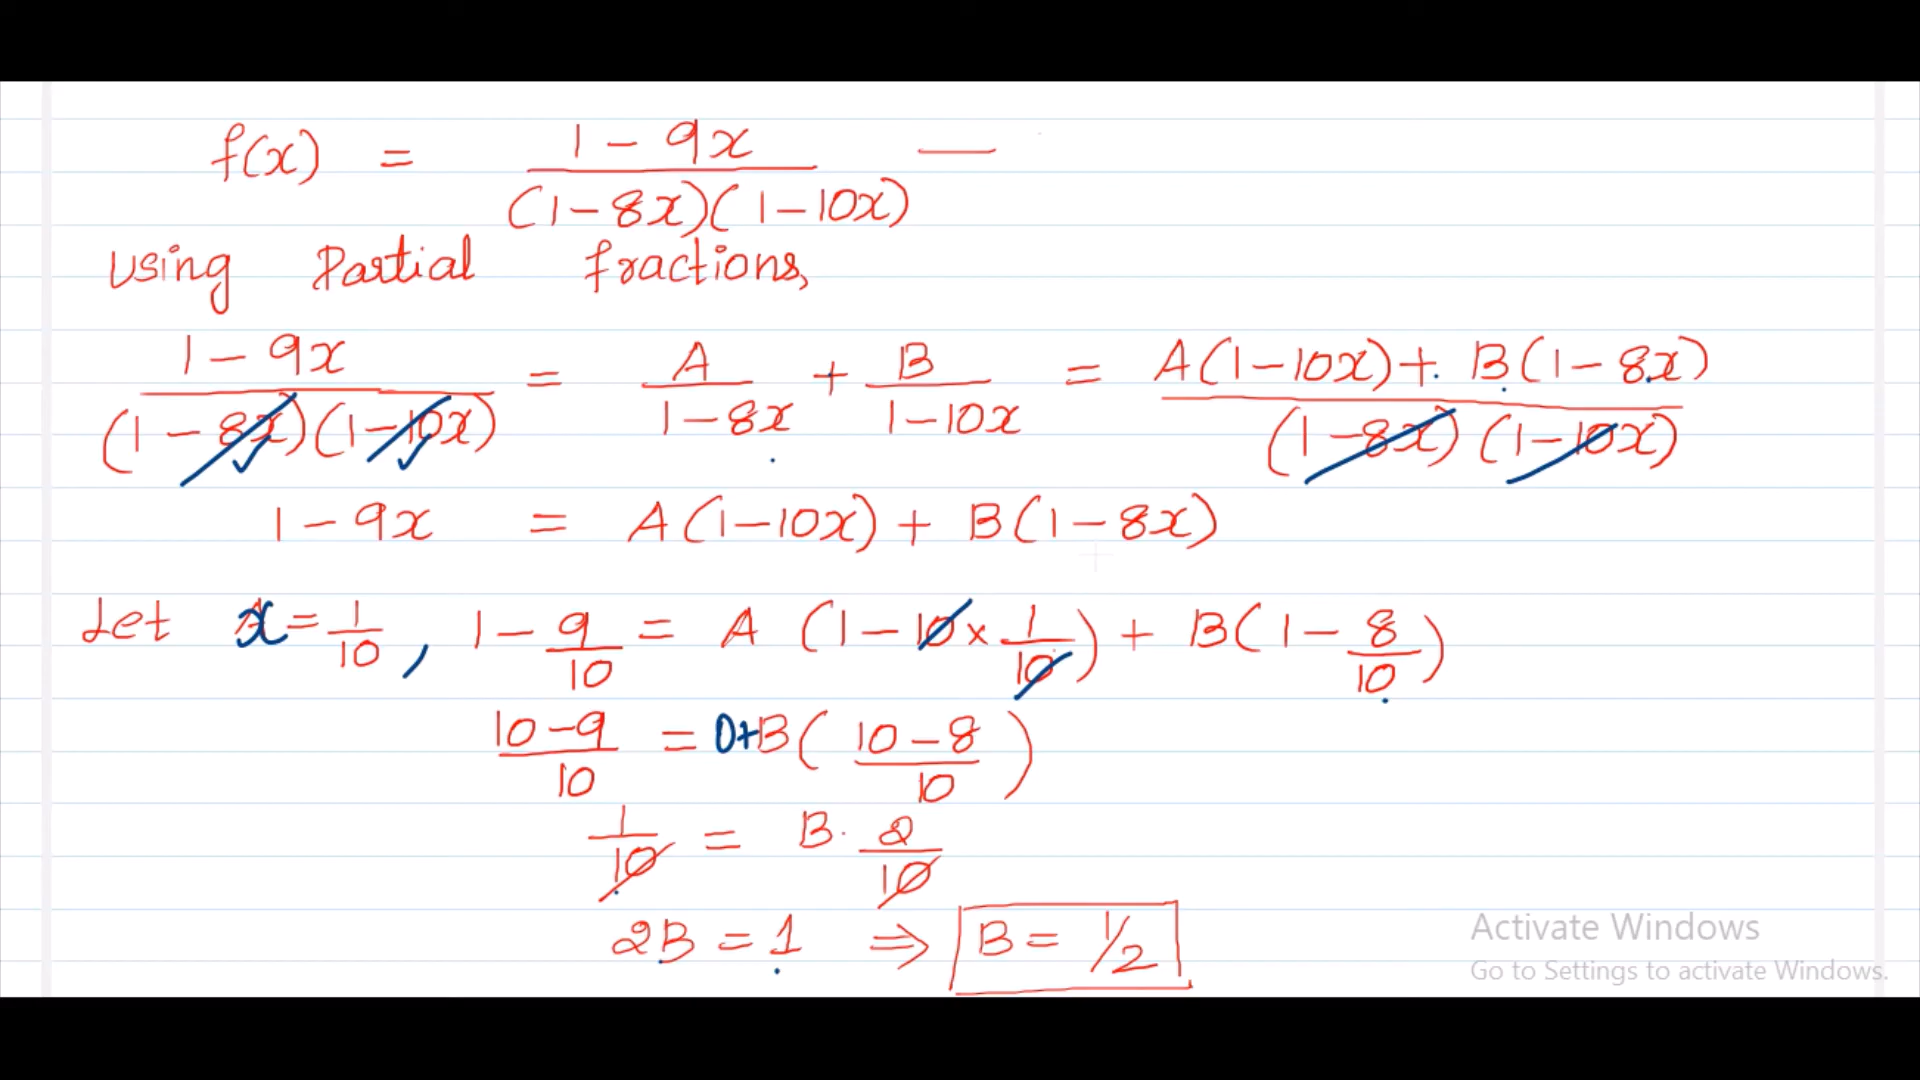 f(x) = 1 - 9x / (1-8x)(1-10x) —
Using Partial fractions,
1 - 9x / (1-8x)(1-10x) = A / 1-8x + B / 1-10x = A(1-10x) + B(1-8x) / (1-8x)(1-10x)
1-9x = A(1-10x) + B(1-8x)
Let x = 1/10, 1 - 9/10 = A (1 - 10 × 1/10) + B(1 - 8/10)
10-9 / 10 = 0+B( 10-8 / 10 )
1/10 = B. 2/10
2B = 1 ⇒ B = 1/2
Activate Windows
Go to Settings to activate Windows.